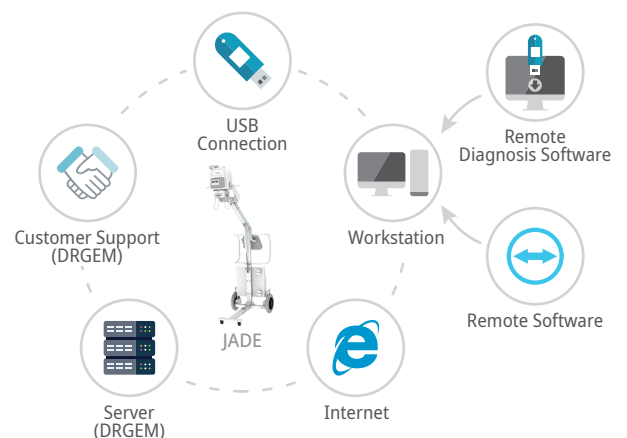 USB
Connection
Remote
Diagnosis Software
Customer Support
(DRGEM)
Workstation
Remote Software
JADE
Server
(DRGEM)
Internet